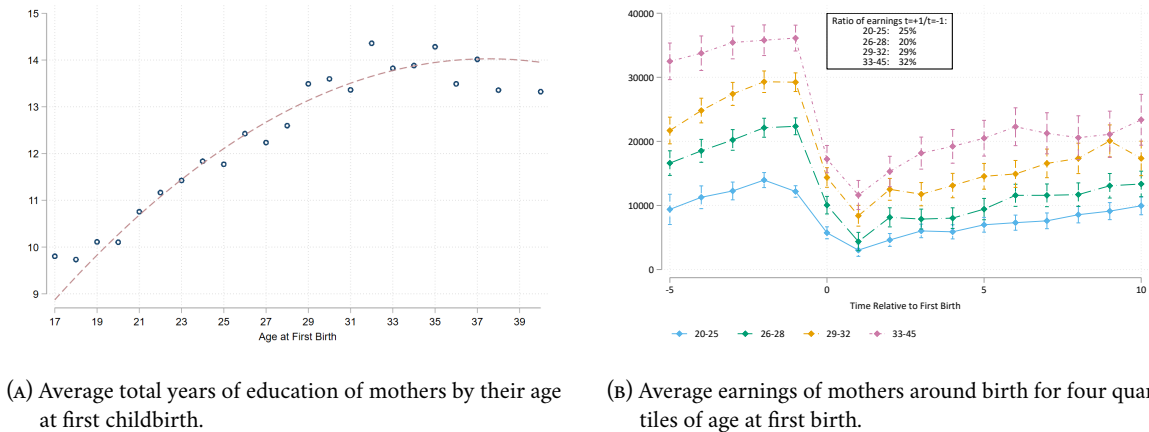 15
14
13
12
11
10
9
17 19 21 23 25 27 29 31 33 35 37 39
Age at First Birth
(A) Average total years of education of mothers by their age
at first childbirth.
40000
30000
20000
10000
0
Ratio of earnings t=+1/t=-1:
20-25: 25%
26-28: 20%
29-32: 29%
33-45: 32%
-5 0 5 10
Time Relative to First Birth
20-25 26-28 29-32 33-45
(B) Average earnings of mothers around birth for four quar
tiles of age at first birth.